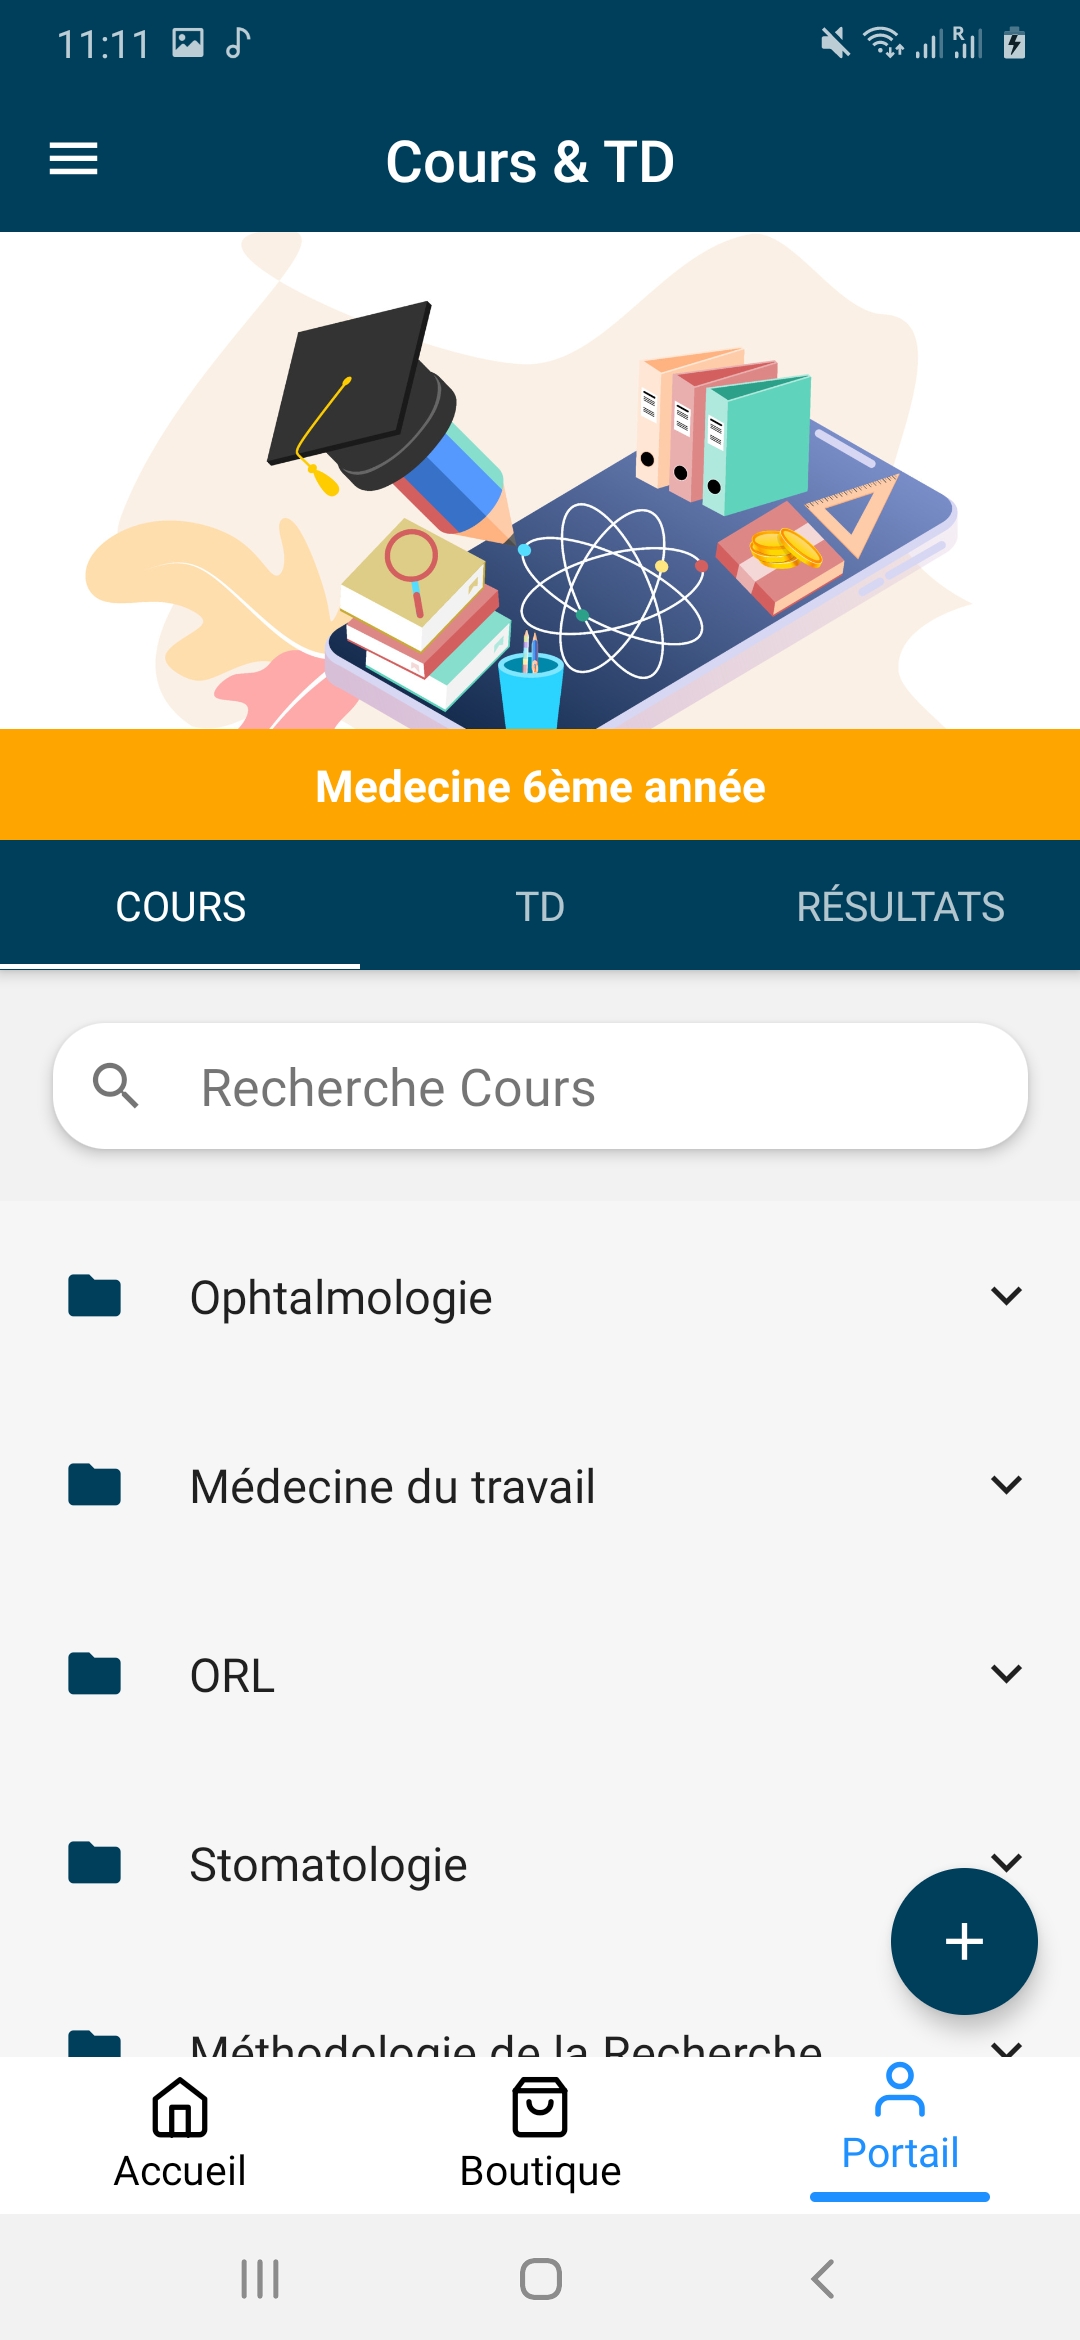 11:11
Cours & TD
Medecine 6ème année
COURS
TD
RÉSULTATS
Recherche Cours
Ophtalmologie
Médecine du travail
ORL
Stomatologie
Méthodologie de la Recherche
Accueil
Boutique
Portail